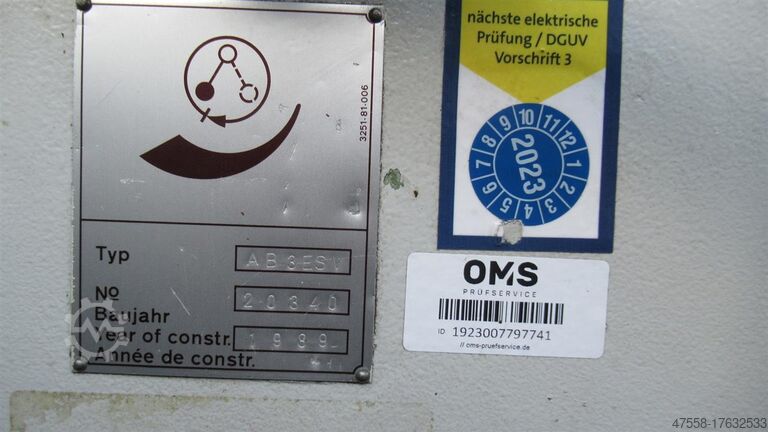 3251-81-006
Typ AB3ESV
No 20340
Baujahr
Year of constr. 1989
Année de constr.
nächste elektrische
Prüfung / DGUV
Vorschrift 3
1 2 3 4 5 6 7 8 9 10 11 12
2023
OMS
PRÜFSERVICE
ID 1923007797741
// oms-pruefservice.de
47558-17632533